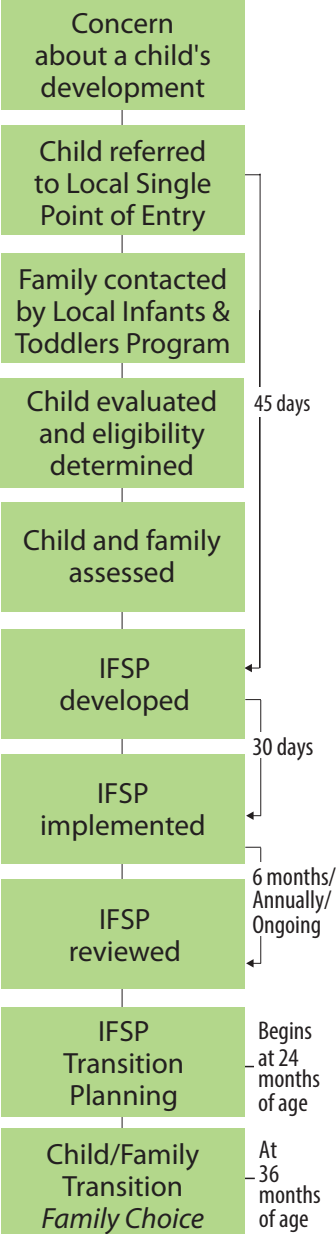 Concern
about a child's
development
Child referred
to Local Single
Point of Entry
Family contacted
by Local Infants &
Toddlers Program
Child evaluated
and eligibility
determined
45 days
Child and family
assessed
IFSP
developed
30 days
IFSP
implemented
6 months/
Annually/
Ongoing
IFSP
reviewed
IFSP
Transition
Planning
Begins
at 24
months
of age
Child/Family
Transition
Family Choice
At
36
months
of age